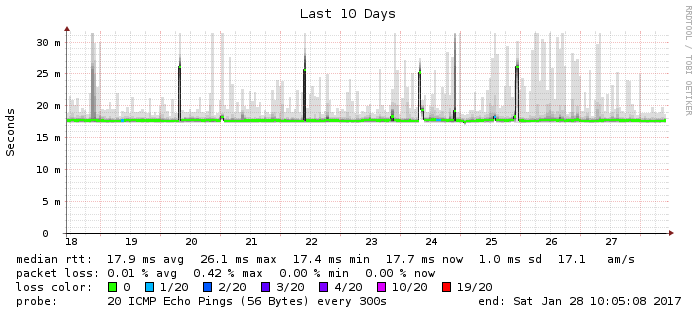 Last 10 Days
RRDTOOL / TOBI OETIKER
Seconds
30 m
25 m
20 m
15 m
10 m
5 m
0
18 19 20 21 22 23 24 25 26 27
median rtt: 17.9 ms avg 26.1 ms max 17.4 ms min 17.7 ms now 1.0 ms sd 17.1 am/s
packet loss: 0.01 % avg 0.42 % max 0.00 % min 0.00 % now
loss color: 0 1/20 2/20 3/20 4/20 10/20 19/20
probe: 20 ICMP Echo Pings (56 Bytes) every 300s end: Sat Jan 28 10:05:08 2017